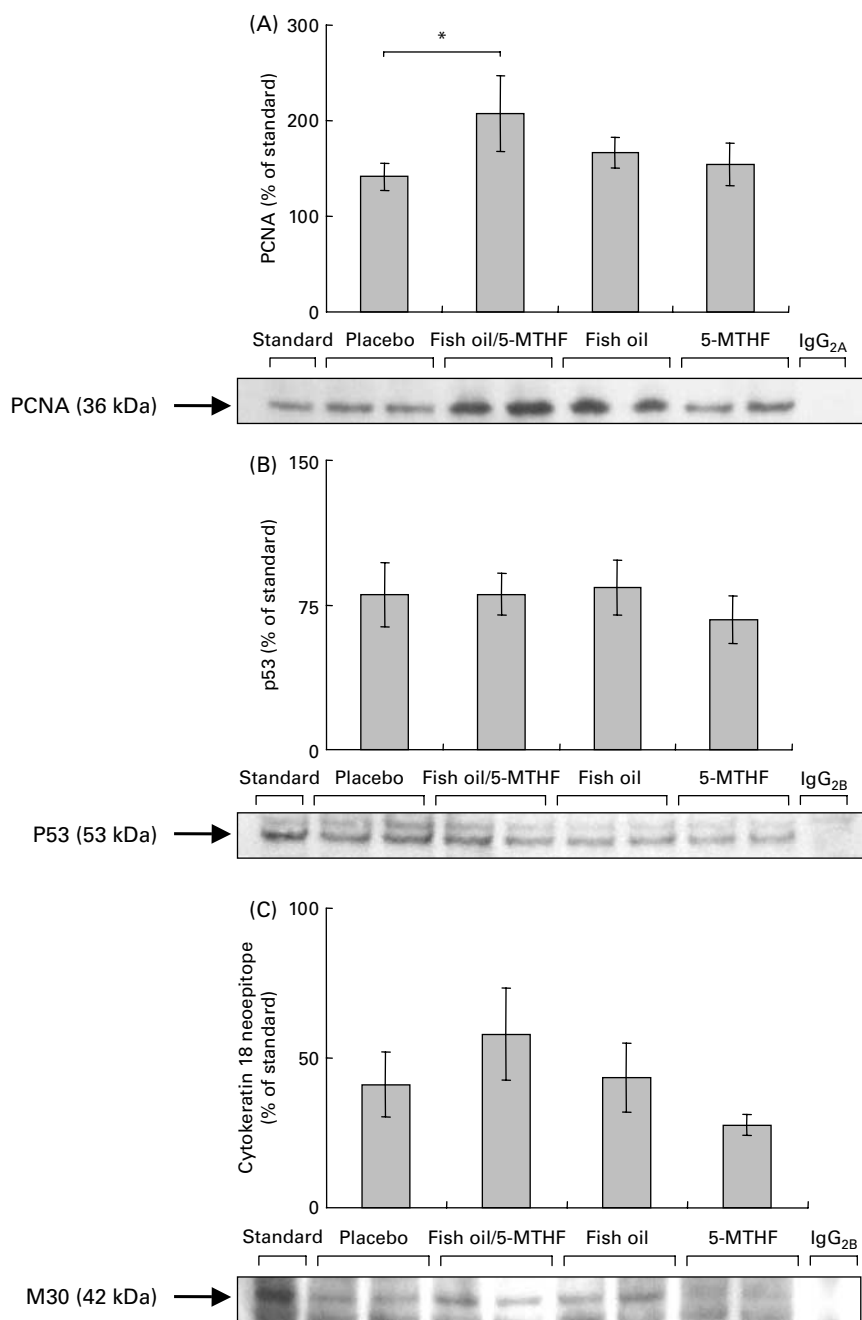 (A)
300
*
200
100
0
PCNA (% of standard)
Standard Placebo Fish oil/5-MTHF Fish oil 5-MTHF IgG2A
PCNA (36 kDa)
(B)
150
75
0
p53 (% of standard)
Standard Placebo Fish oil/5-MTHF Fish oil 5-MTHF IgG2B
P53 (53 kDa)
(C)
100
50
0
Cytokeratin 18 neoepitope
(% of standard)
Standard Placebo Fish oil/5-MTHF Fish oil 5-MTHF IgG2B
M30 (42 kDa)